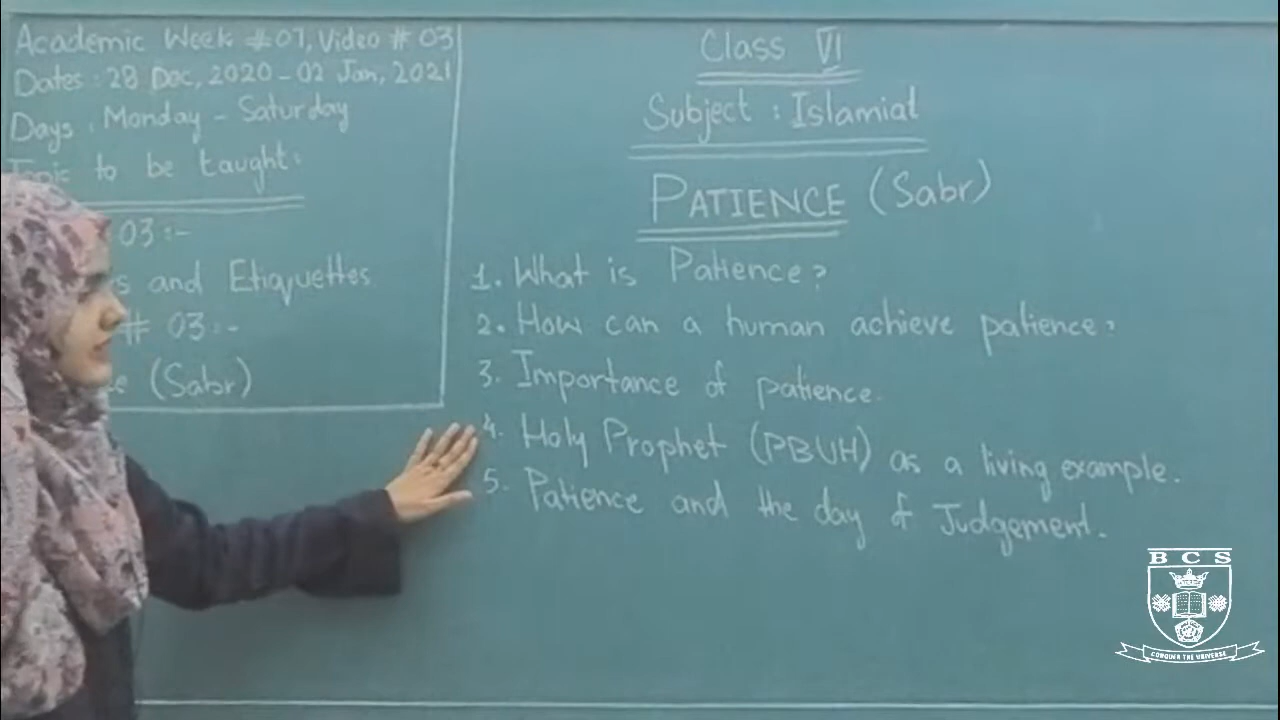 Academic Week #07, Video # 03
Dates : 28 Dec, 2020 - 02 Jan, 2021
Days : Monday - Saturday
Topic to be taught:
03:-
and Etiquettes
# 03:-
(Sabr)
Class VI
Subject : Islamiat
PATIENCE (Sabr)
1. What is Patience?
2. How can a human achieve patience?
3. Importance of patience.
4. Holy Prophet (PBUH) as a living example.
5. Patience and the day of Judgement.
BCS
CONQUER THE UNIVERSE